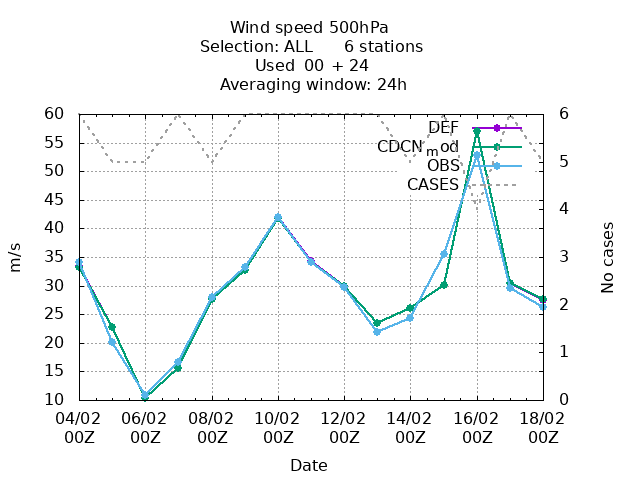 Wind speed 500hPa
Selection: ALL      6 stations
Used  00  + 24
Averaging window: 24h
60
55
50
45
40
35
30
25
20
15
10
m/s
6
5
4
3
2
1
0
No cases
DEF
CDCN_mod
OBS
CASES
04/02 06/02 08/02 10/02 12/02 14/02 16/02 18/02
00Z 00Z 00Z 00Z 00Z 00Z 00Z 00Z
Date